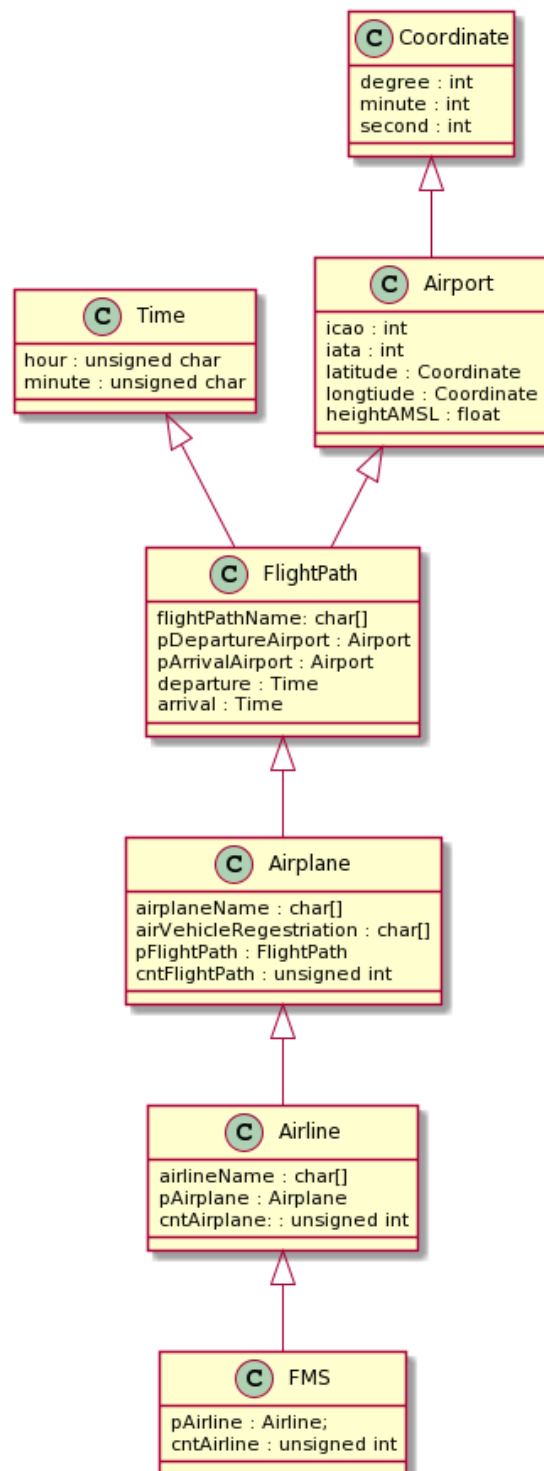 C Coordinate
degree : int
minute : int
second : int
C Time
hour : unsigned char
minute : unsigned char
C Airport
icao : int
iata : int
latitude : Coordinate
longtiude : Coordinate
heightAMSL : float
C FlightPath
flightPathName: char[]
pDepartureAirport : Airport
pArrivalAirport : Airport
departure : Time
arrival : Time
C Airplane
airplaneName : char[]
airVehicleRegestriation : char[]
pFlightPath : FlightPath
cntFlightPath : unsigned int
C Airline
airlineName : char[]
pAirplane : Airplane
cntAirplane: : unsigned int
C FMS
pAirline : Airline;
cntAirline : unsigned int